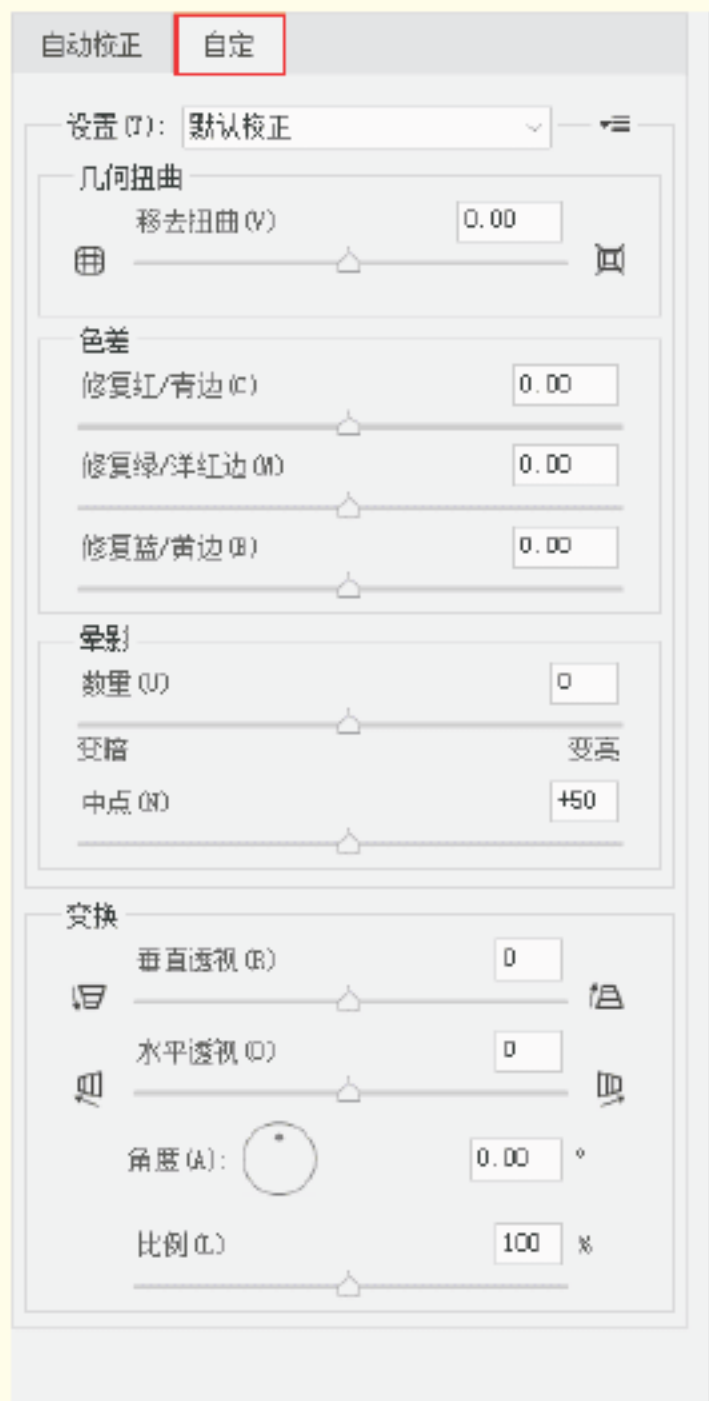 自动校正 自定
设置(T): 默认校正
几何扭曲
移去扭曲(V) 0.00
色差
修复红/青边(C) 0.00
修复绿/洋红边(M) 0.00
修复蓝/黄边(B) 0.00
晕影
数量(U) 0
变暗 变亮
中点(N) +50
变换
垂直透视(R) 0
水平透视(O) 0
角度(A): 0.00 °
比例(L) 100 %